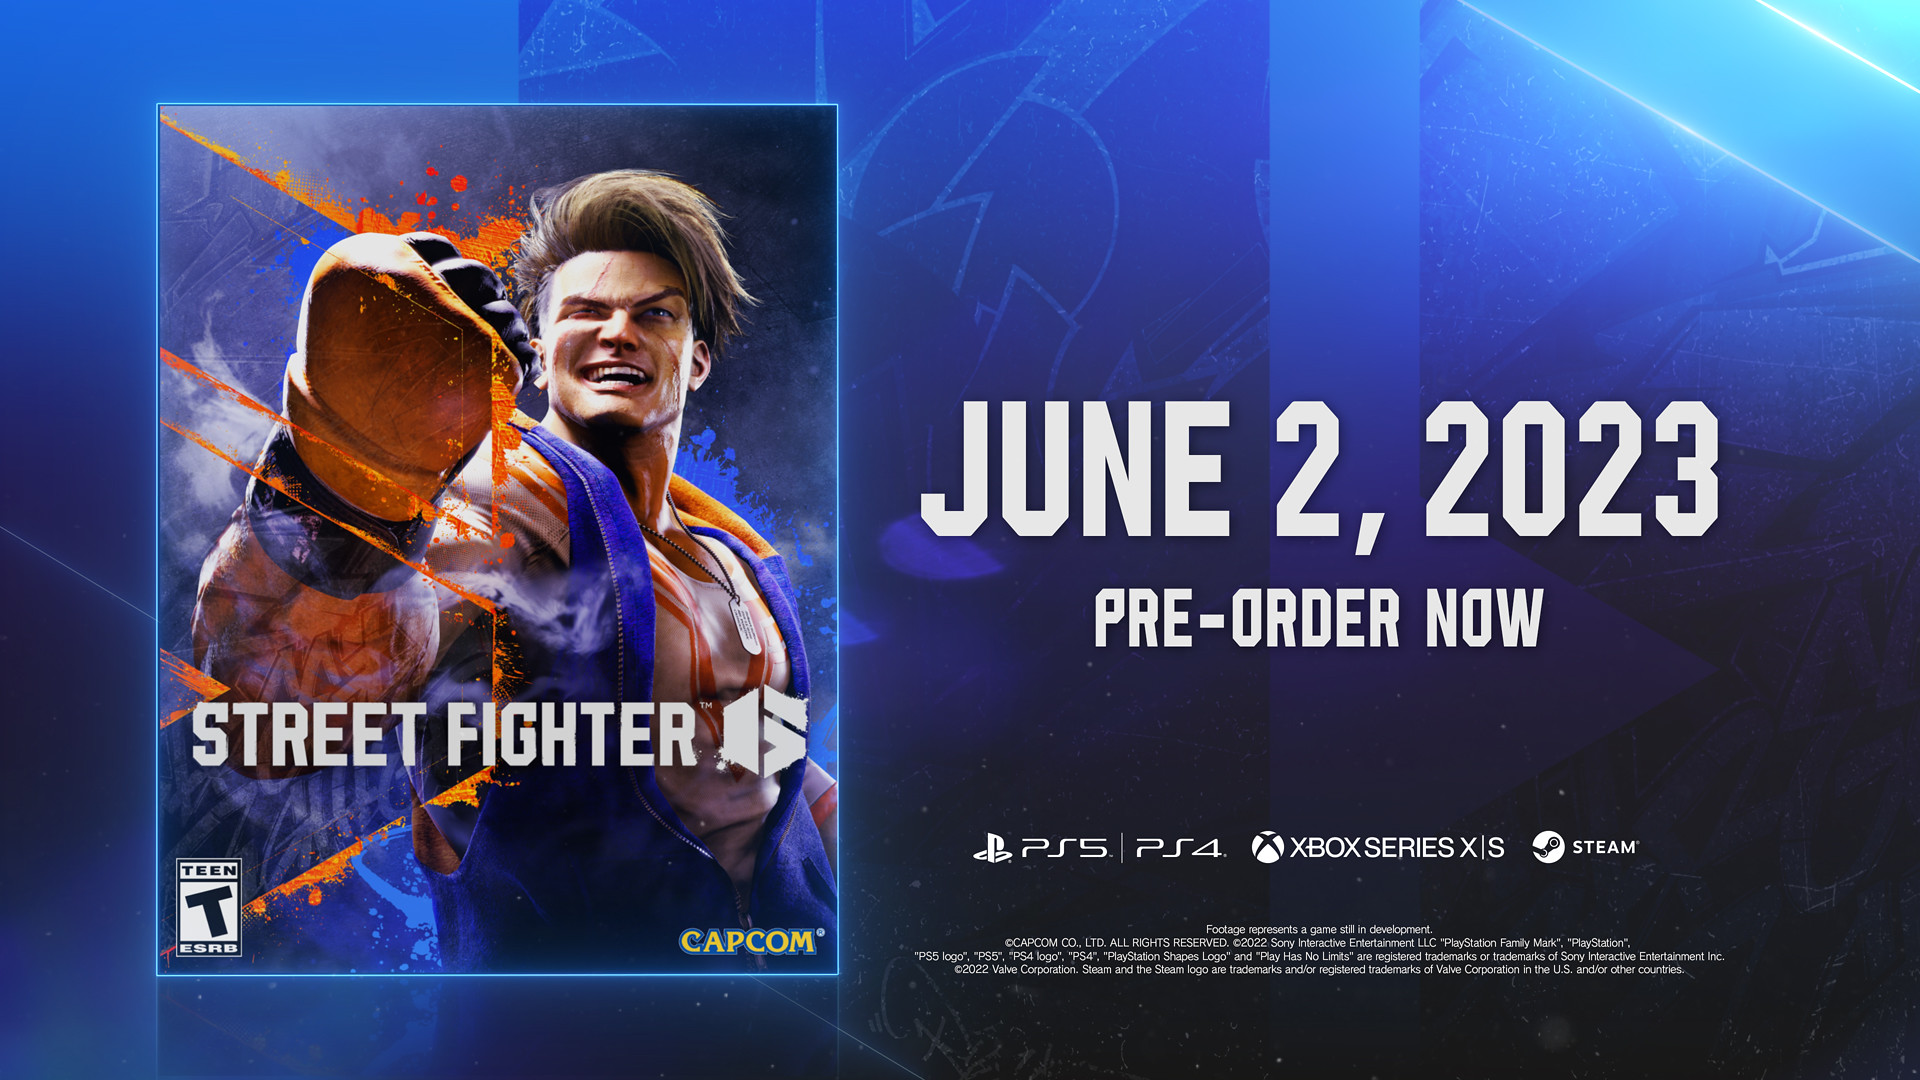 STREET FIGHTER™ 6
TEEN
T
ESRB
CAPCOM®
JUNE 2, 2023
PRE-ORDER NOW
PS5 | PS4 XBOX SERIES X|S STEAM®
Footage represents a game still in development.
©CAPCOM CO., LTD. ALL RIGHTS RESERVED. ©2022 Sony Interactive Entertainment LLC "PlayStation Family Mark", "PlayStation",
"PS5 logo", "PS5", "PS4 logo", "PS4", "PlayStation Shapes Logo" and "Play Has No Limits" are registered trademarks or trademarks of Sony Interactive Entertainment Inc.
©2022 Valve Corporation. Steam and the Steam logo are trademarks and/or registered trademarks of Valve Corporation in the U.S. and/or other countries.